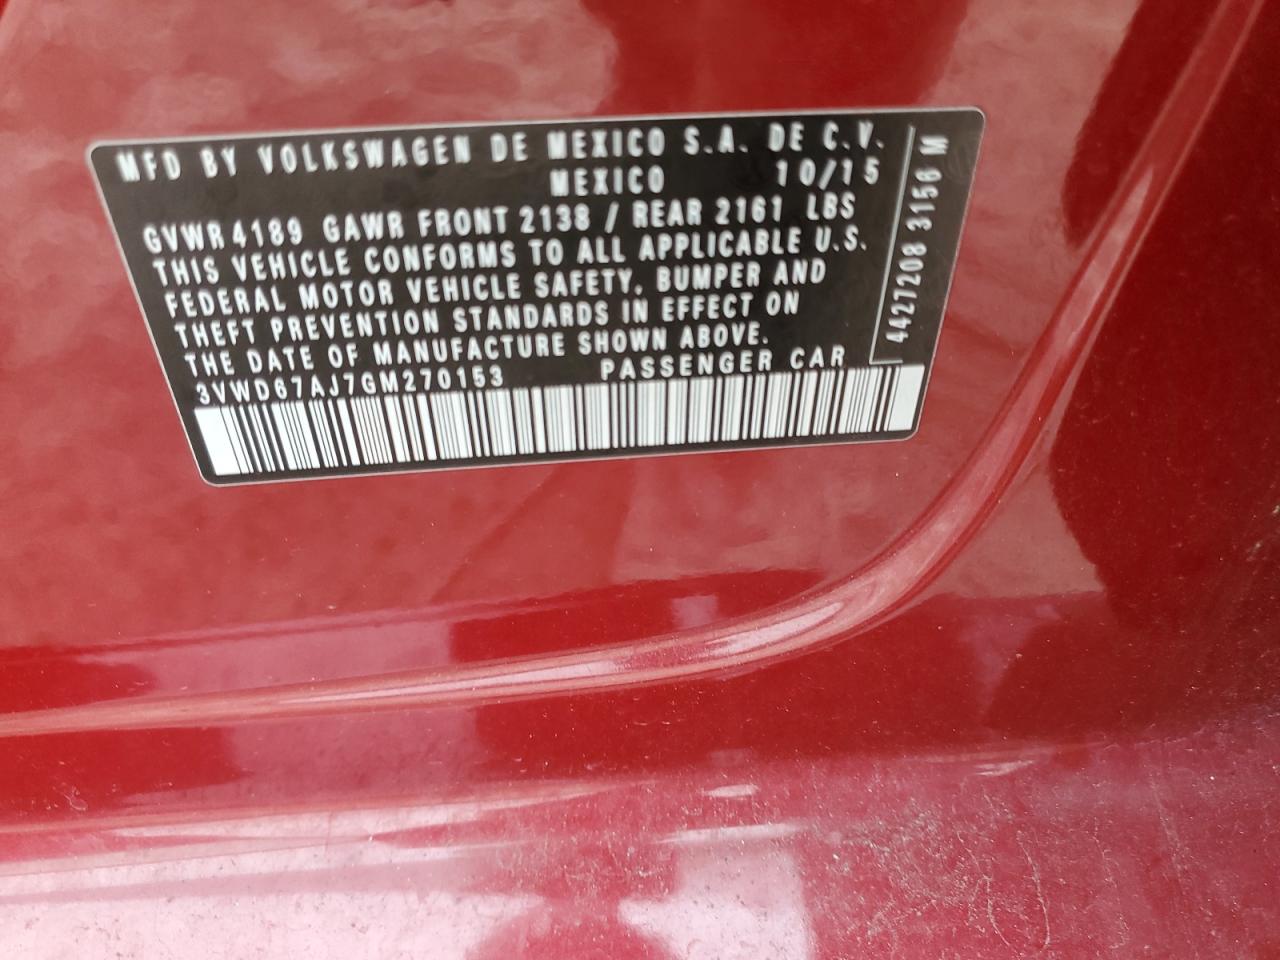 MFD BY VOLKSWAGEN DE MEXICO S.A. DE C.V.
MEXICO 10/15
GVWR 4189 GAWR FRONT 2138 / REAR 2161 LBS
THIS VEHICLE CONFORMS TO ALL APPLICABLE U.S.
FEDERAL MOTOR VEHICLE SAFETY, BUMPER AND
THEFT PREVENTION STANDARDS IN EFFECT ON
THE DATE OF MANUFACTURE SHOWN ABOVE.
3VWD67AJ7GM270153 PASSENGER CAR
4427208 3156 M